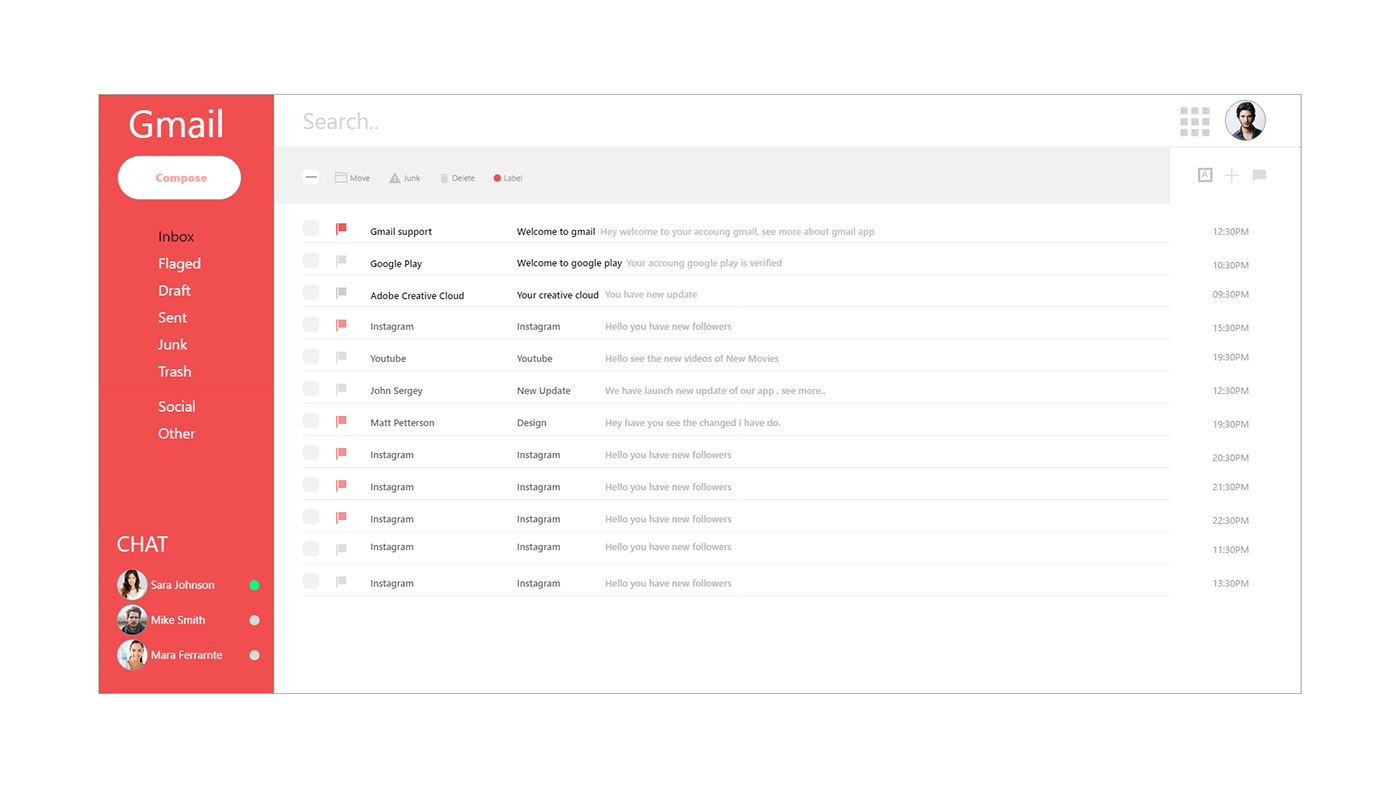 Gmail
Search..
Compose
Move Junk Delete Label
A
Inbox
Flaged
Draft
Sent
Junk
Trash
Social
Other
CHAT
Sara Johnson
Mike Smith
Mara Ferrarnte
Gmail support Welcome to gmail Hey welcome to your accoung gmail, see more about gmail app 12:30PM
Google Play Welcome to google play Your accoung google play is verified 10:30PM
Adobe Creative Cloud Your creative cloud You have new update 09:30PM
Instagram Instagram Hello you have new followers 15:30PM
Youtube Youtube Hello see the new videos of New Movies 19:30PM
John Sergey New Update We have launch new update of our app , see more.. 12:30PM
Matt Petterson Design Hey have you see the changed i have do. 19:30PM
Instagram Instagram Hello you have new followers 20:30PM
Instagram Instagram Hello you have new followers 21:30PM
Instagram Instagram Hello you have new followers 22:30PM
Instagram Instagram Hello you have new followers 11:30PM
Instagram Instagram Hello you have new followers 13:30PM